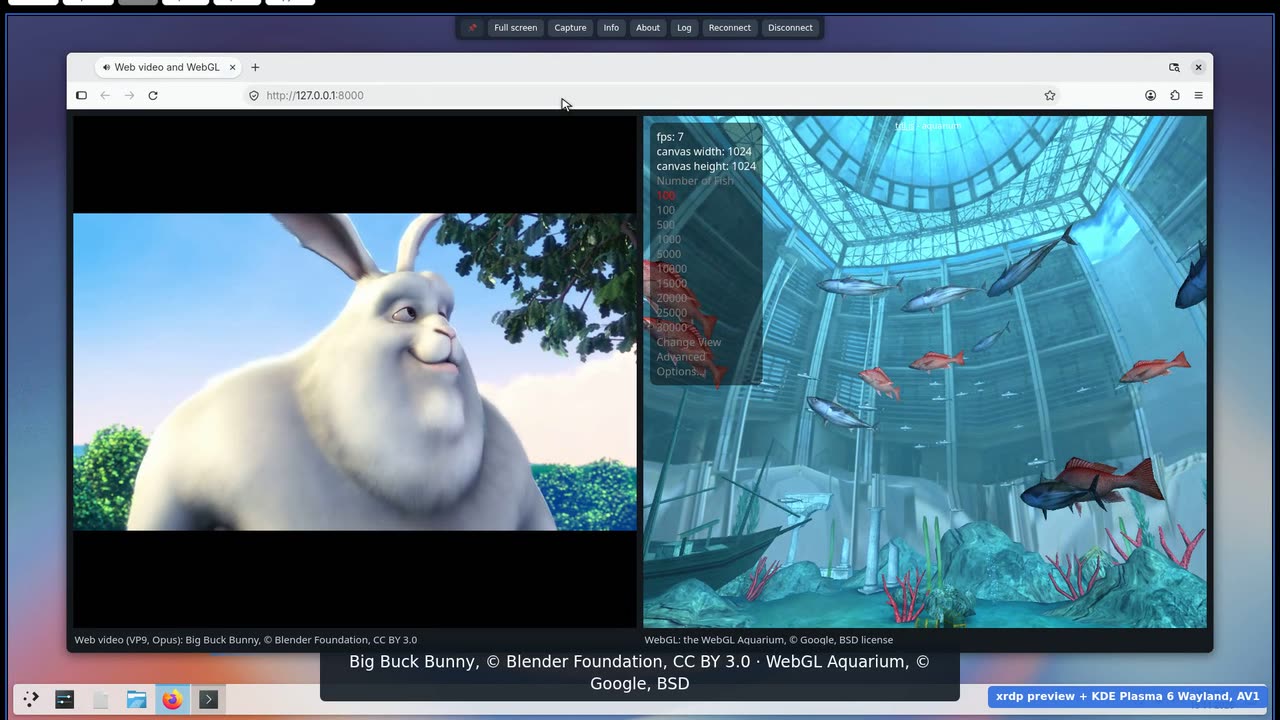 Full screen
Capture
Info
About
Log
Reconnect
Disconnect
Web video and WebGL
http://127.0.0.1:8000
fps: 7
canvas width: 1024
canvas height: 1024
Number of Fish
100
100
500
1000
5000
10000
15000
20000
25000
30000
Change View
Advanced
Options..
aquarium
Web video (VP9, Opus): Big Buck Bunny, © Blender Foundation, CC BY 3.0
WebGL: the WebGL Aquarium, © Google, BSD license
Big Buck Bunny, © Blender Foundation, CC BY 3.0 · WebGL Aquarium, ©
Google, BSD
xrdp preview + KDE Plasma 6 Wayland, AV1